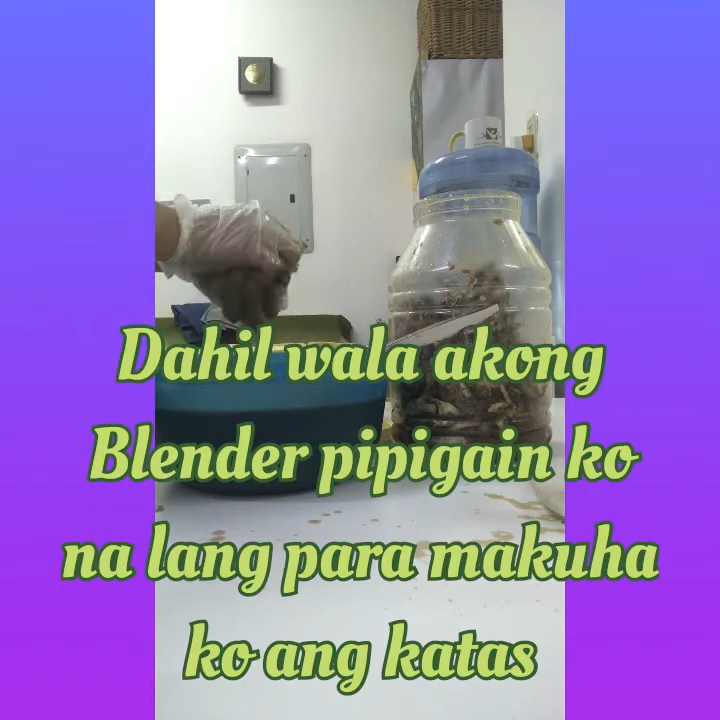 Dahil wala akong
Blender pipigain ko
na lang para makuha
ko ang katas